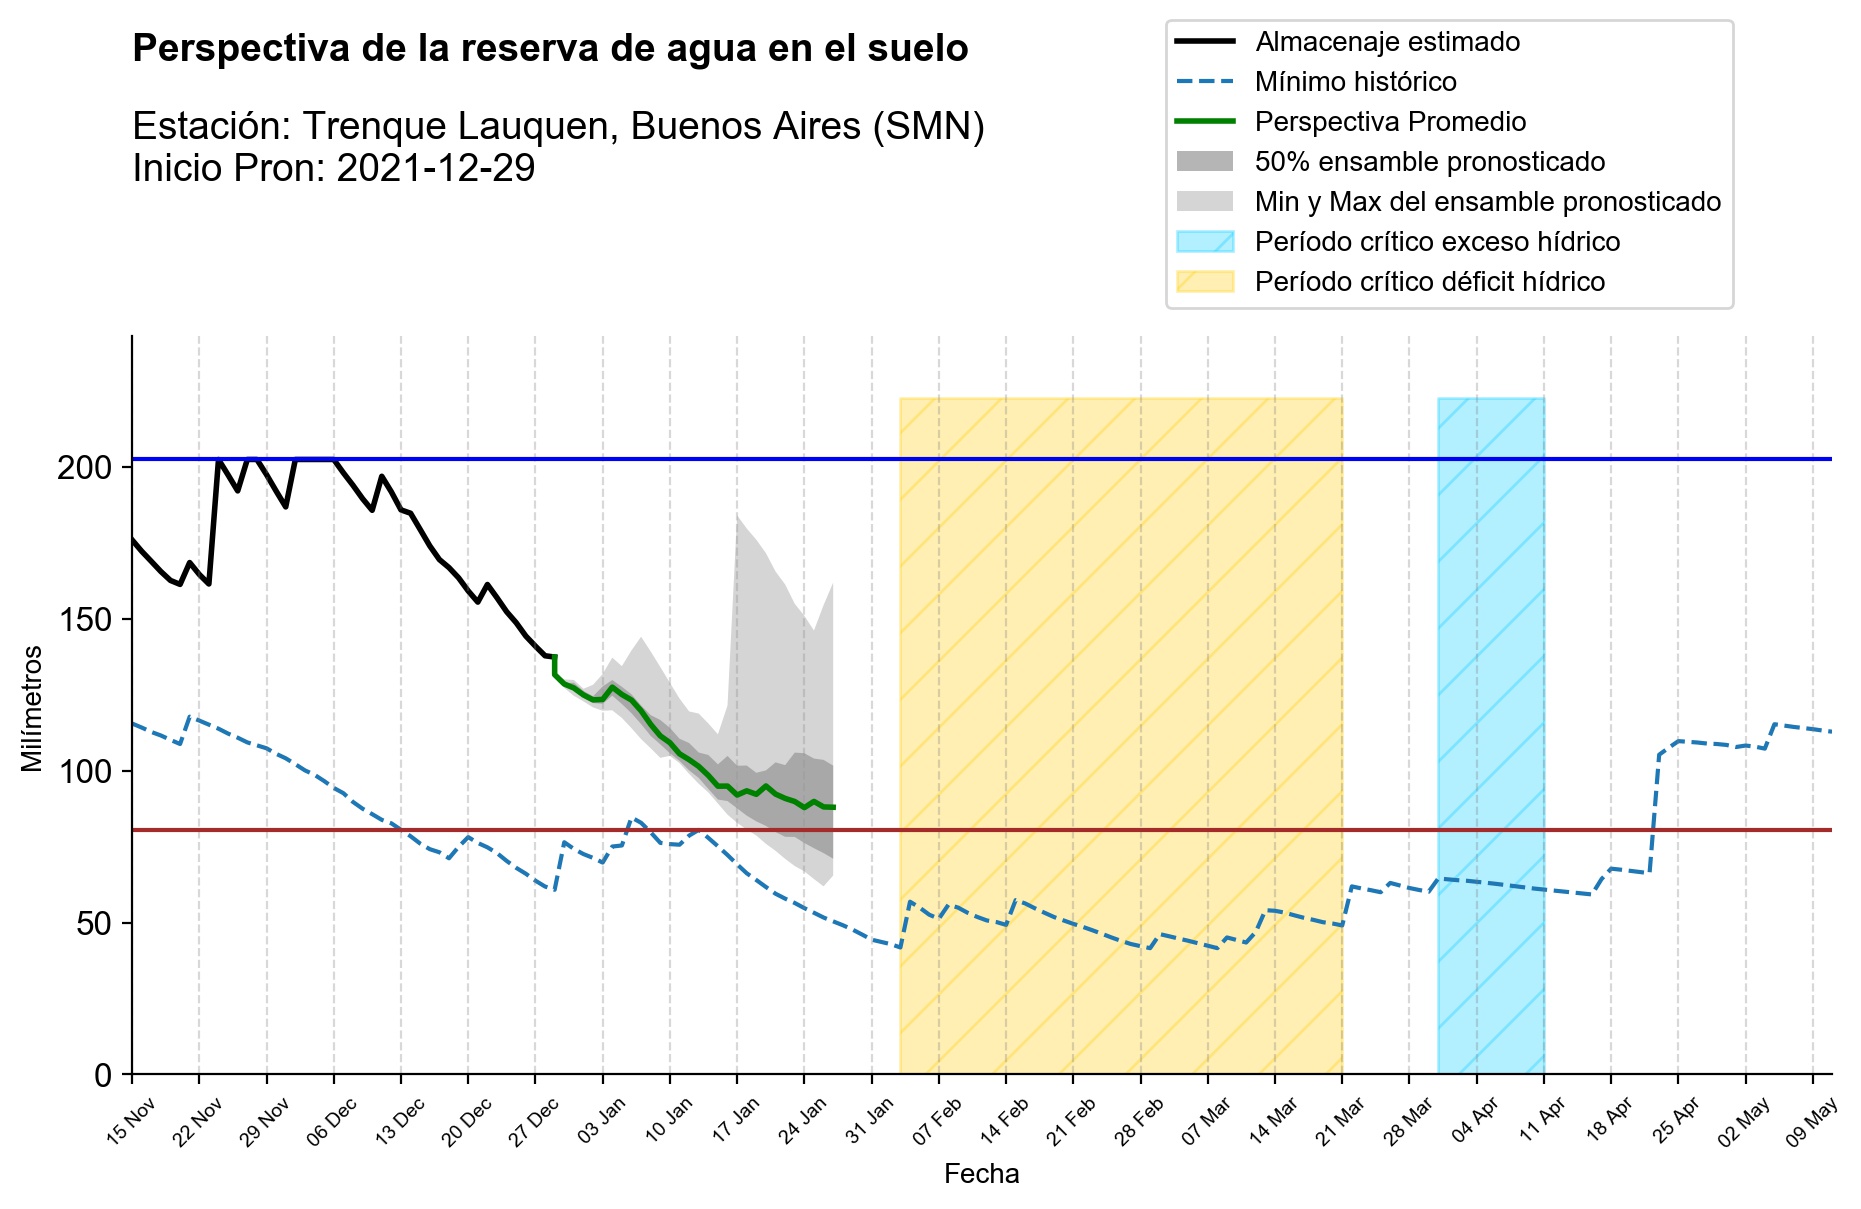 Perspectiva de la reserva de agua en el suelo
Estación: Trenque Lauquen, Buenos Aires (SMN)
Inicio Pron: 2021-12-29
Almacenaje estimado
Mínimo histórico
Perspectiva Promedio
50% ensamble pronosticado
Min y Max del ensamble pronosticado
Período crítico exceso hídrico
Período crítico déficit hídrico
Milímetros
200
150
100
50
0
15 Nov
22 Nov
29 Nov
06 Dec
13 Dec
20 Dec
27 Dec
03 Jan
10 Jan
17 Jan
24 Jan
31 Jan
07 Feb
14 Feb
21 Feb
28 Feb
07 Mar
14 Mar
21 Mar
28 Mar
04 Apr
11 Apr
18 Apr
25 Apr
02 May
09 May
Fecha